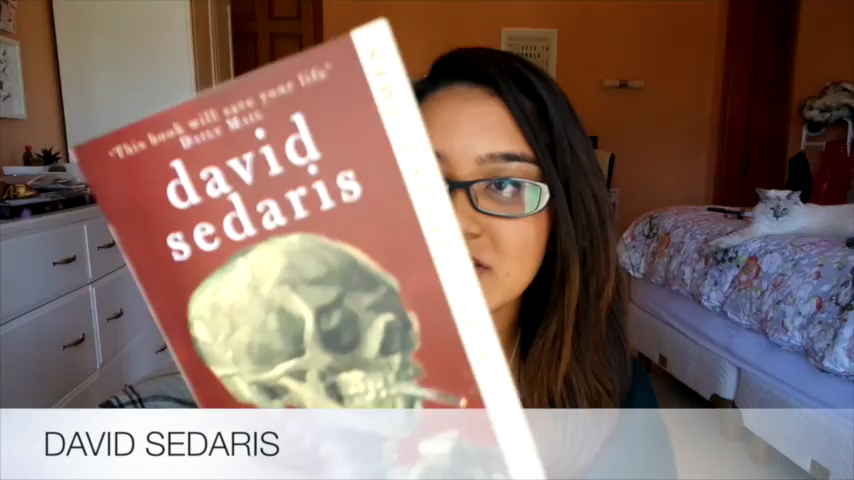 "This book will save your life"
DAILY MAIL
david
sedaris
DAVID SEDARIS